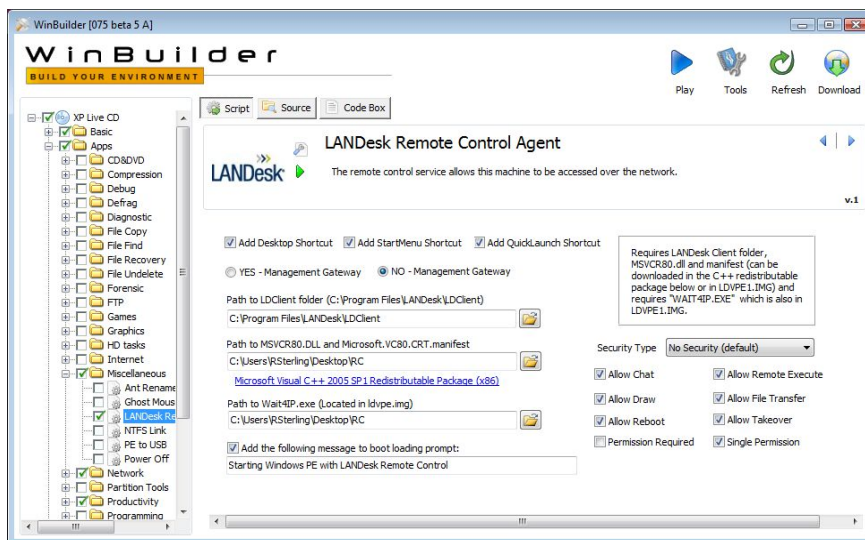 WinBuilder [075 beta 5 A]
WinBuilder
BUILD YOUR ENVIRONMENT
Play
Tools
Refresh
Download
XP Live CD
Basic
Apps
CD&DVD
Compression
Debug
Defrag
Diagnostic
File Copy
File Find
File Recovery
File Undelete
Forensic
FTP
Games
Graphics
HD tasks
Internet
Miscellaneous
Ant Rename
Ghost Mous
LANDesk Re
NTFS Link
PE to USB
Power Off
Network
Partition Tools
Productivity
Programming
Script
Source
Code Box
LANDesk
LANDesk Remote Control Agent
The remote control service allows this machine to be accessed over the network.
v.1
Add Desktop Shortcut
Add StartMenu Shortcut
Add QuickLaunch Shortcut
YES - Management Gateway
NO - Management Gateway
Path to LDClient folder (C:\Program Files\LANDesk\LDClient)
C:\Program Files\LANDesk\LDClient
Path to MSVCR80.DLL and Microsoft.VC80.CRT.manifest
C:\Users\RSterling\Desktop\RC
Microsoft Visual C++ 2005 SP1 Redistributable Package (x86)
Path to Wait4IP.exe (Located in ldvpe.img)
C:\Users\RSterling\Desktop\RC
Add the following message to boot loading prompt:
Starting Windows PE with LANDesk Remote Control
Requires LANDesk Client folder,
MSVCR80.dll and manifest (can be
downloaded in the C++ redistributable
package below or in LDVPE1.IMG) and
requires "WAIT4IP.EXE" which is also in
LDVPE1.IMG.
Security Type
No Security (default)
Allow Chat
Allow Remote Execute
Allow Draw
Allow File Transfer
Allow Reboot
Allow Takeover
Permission Required
Single Permission